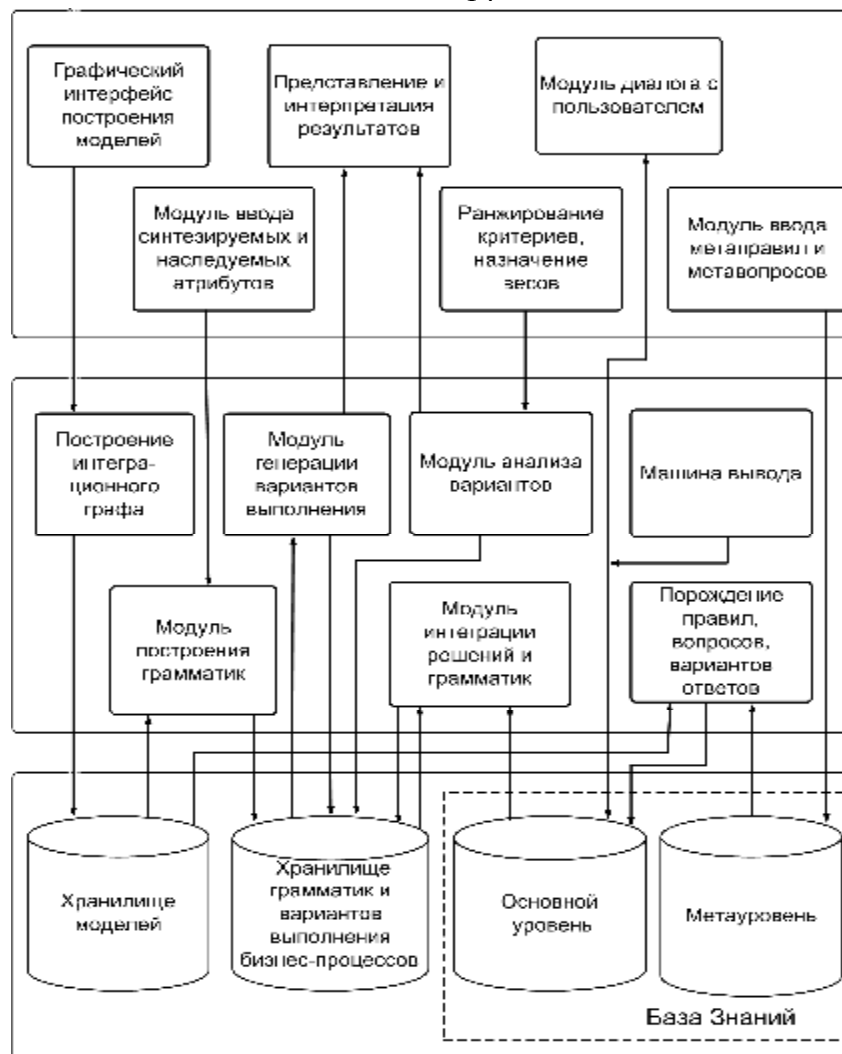 Графический
интерфейс
построения
моделей
Представление и
интерпретация
результатов
Модуль диалога с
пользователем
Модуль ввода
синтезируемых и
наследуемых
атрибутов
Ранжирование
критериев,
назначение
весов
Модуль ввода
метаправил и
метавопросов
Построение
интегра-
ционного
графа
Модуль
генерации
вариантов
выполнения
Модуль анализа
вариантов
Машина вывода
Модуль
построения
грамматик
Модуль
интеграции
решений и
грамматик
Порождение
правил,
вопросов,
вариантов
ответов
Хранилище
моделей
Хранилище
грамматик и
вариантов
выполнения
бизнес-процессов
Основной
уровень
Метауровень
База Знаний